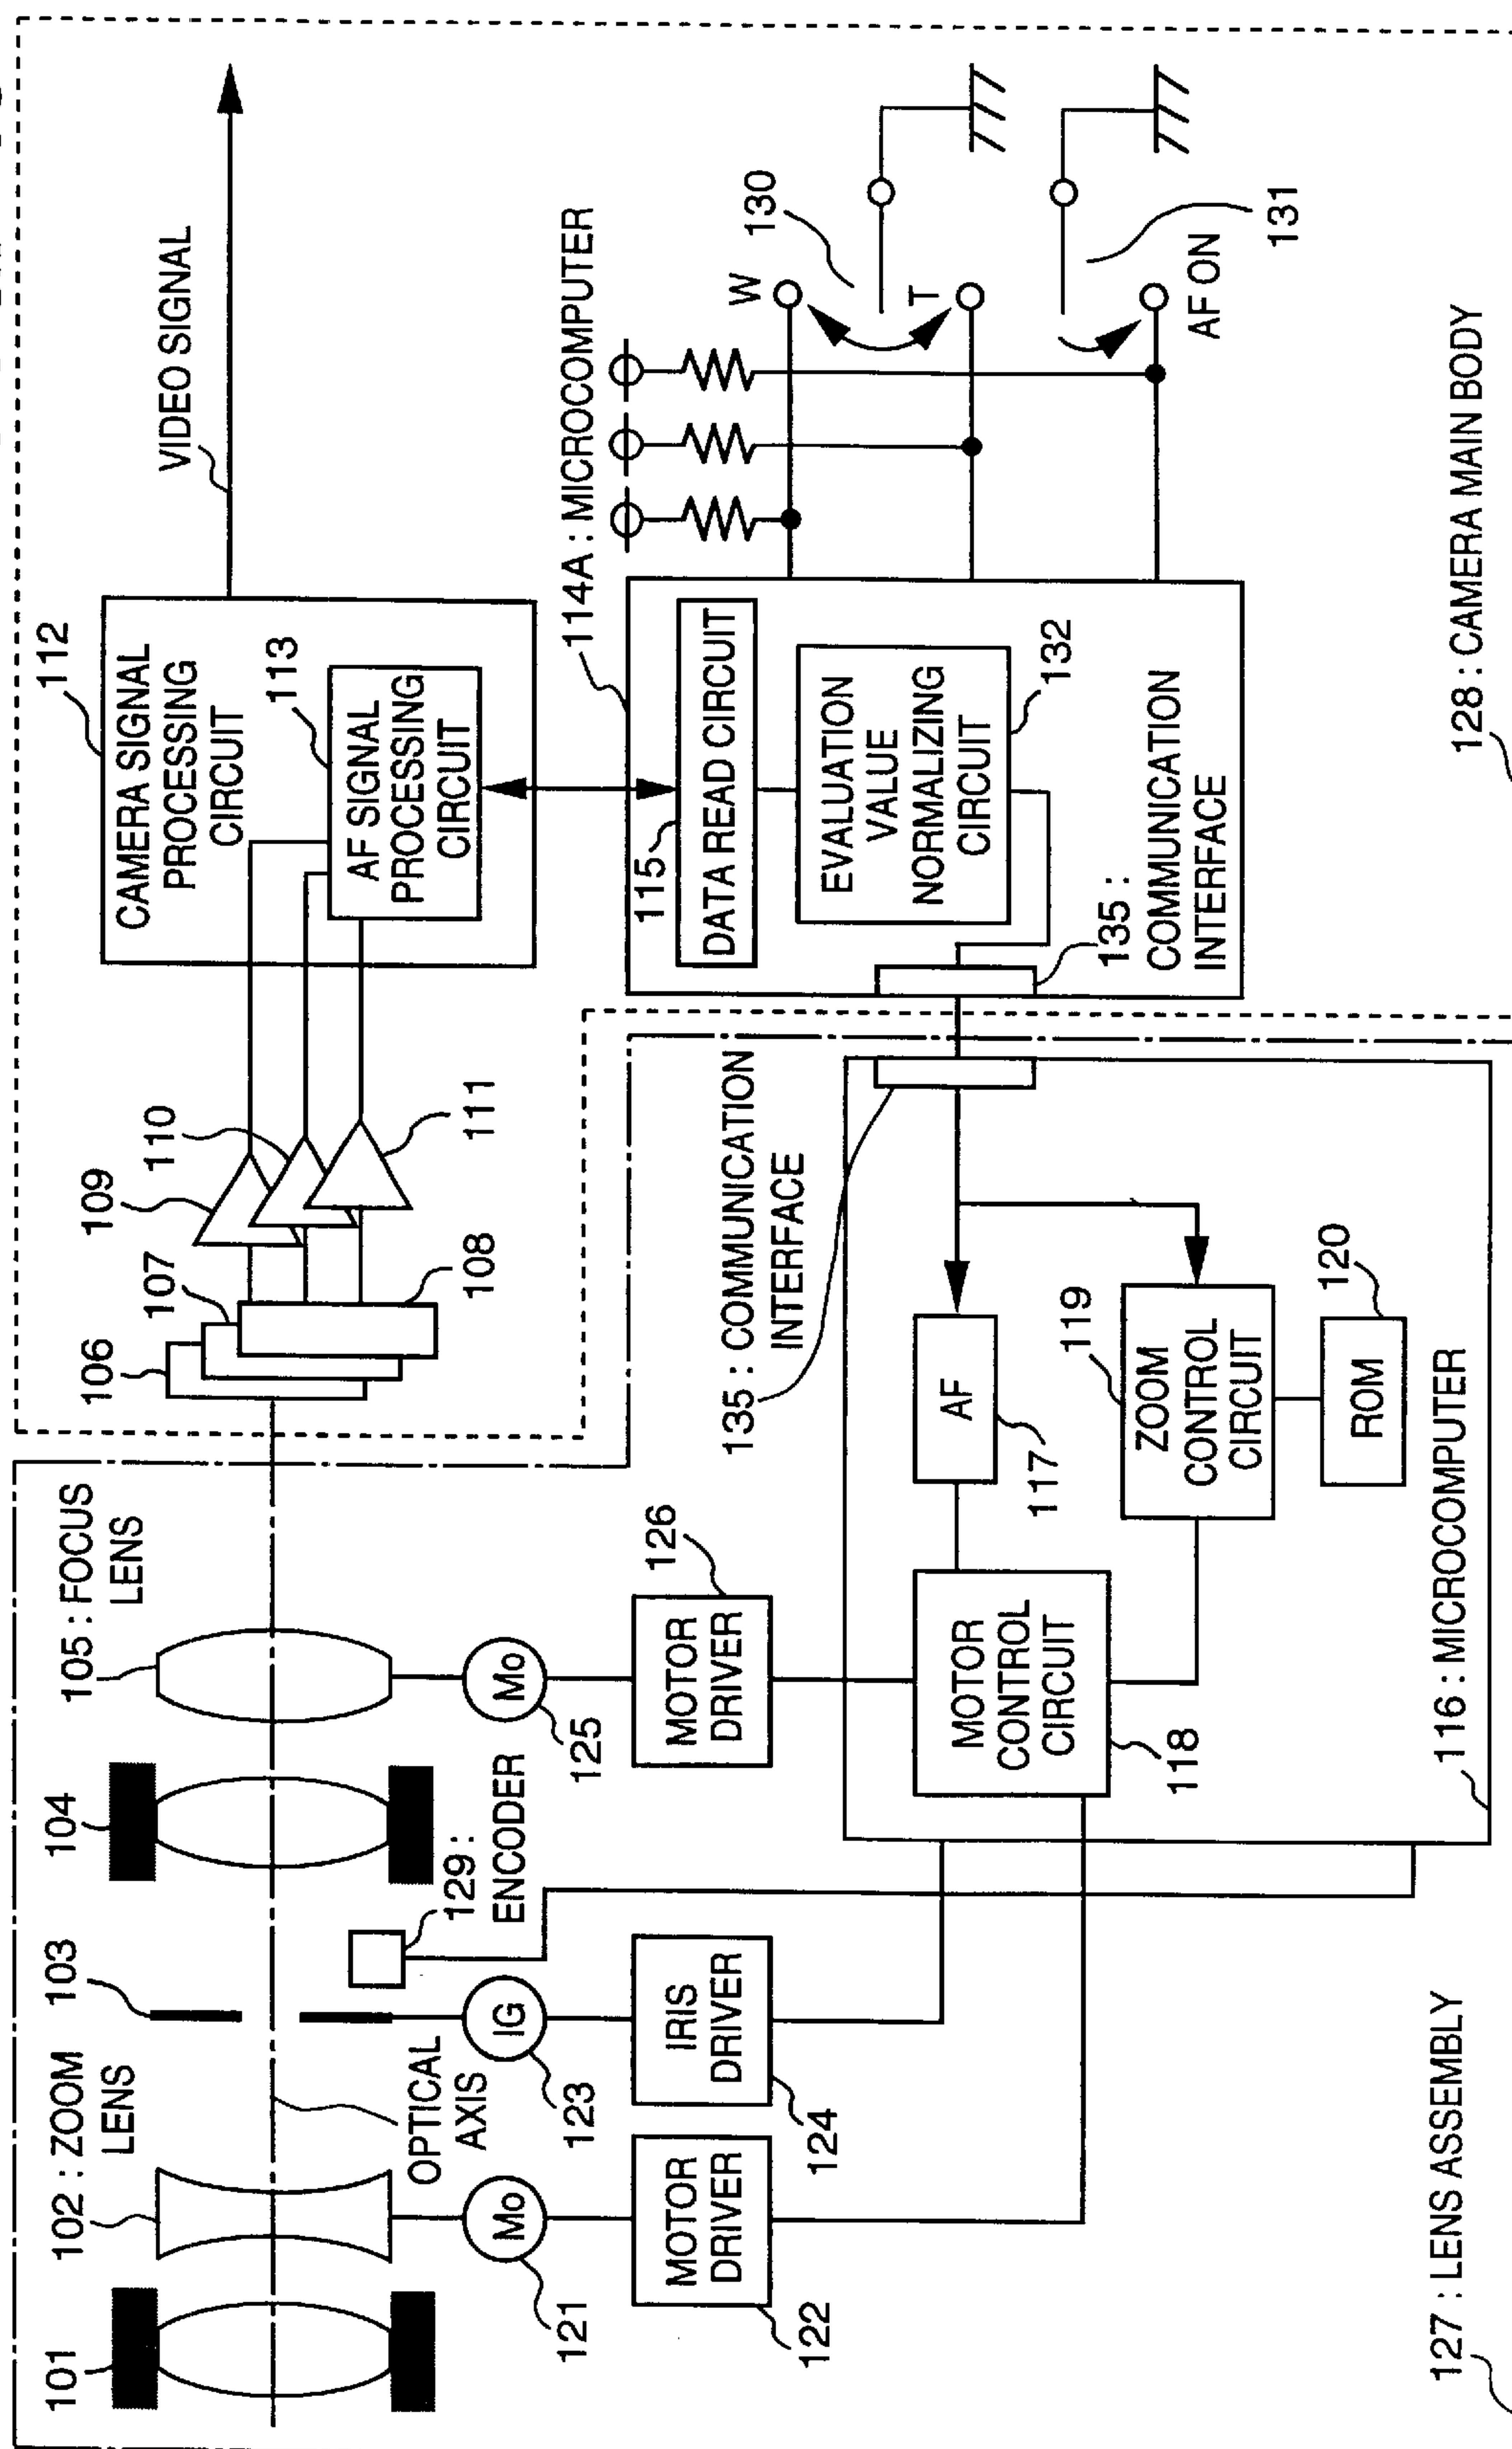 101
102 : ZOOM
LENS
103
104
105 : FOCUS
LENS
106
107
108
109
110
111
112
CAMERA SIGNAL
PROCESSING
CIRCUIT
113
AF SIGNAL
PROCESSING
CIRCUIT
VIDEO SIGNAL
OPTICAL
AXIS
129 :
ENCODER
Mo
121
IG
123
Mo
125
MOTOR
DRIVER
122
IRIS
DRIVER
124
MOTOR
DRIVER
126
135 : COMMUNICATION
INTERFACE
114A : MICROCOMPUTER
115
DATA READ CIRCUIT
EVALUATION
VALUE
NORMALIZING
CIRCUIT
132
135 :
COMMUNICATION
INTERFACE
W
130
T
AF ON
131
MOTOR
CONTROL
CIRCUIT
118
AF
117
119
ZOOM
CONTROL
CIRCUIT
120
ROM
116 : MICROCOMPUTER
127 : LENS ASSEMBLY
128 : CAMERA MAIN BODY